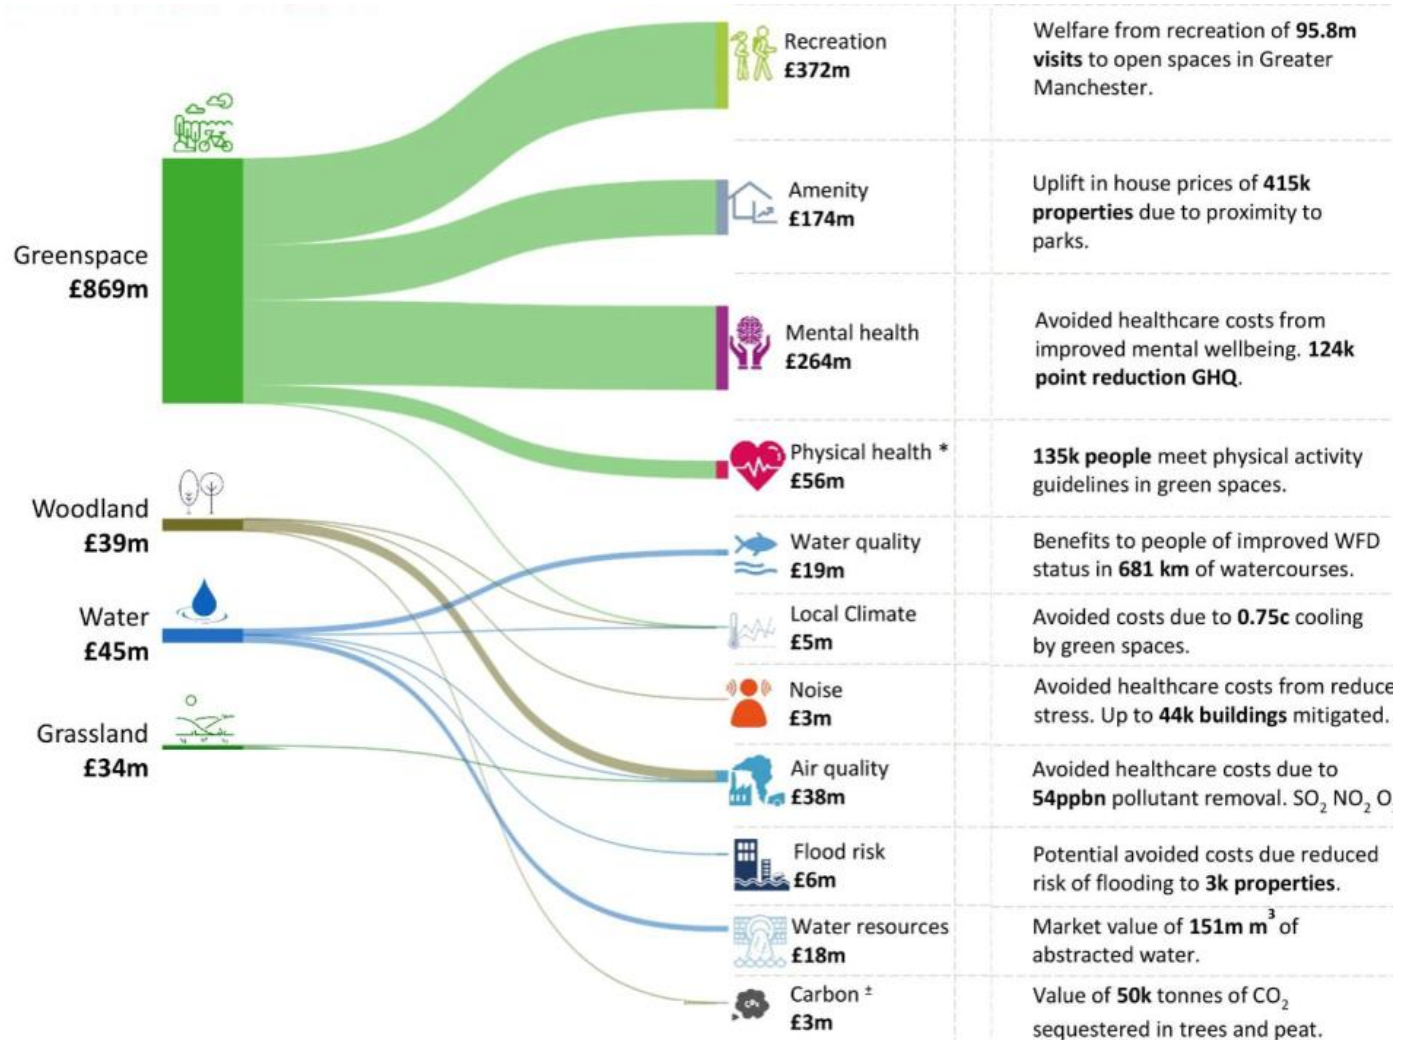 Greenspace
£869m
Woodland
£39m
Water
£45m
Grassland
£34m
Recreation
£372m
Welfare from recreation of 95.8m
visits to open spaces in Greater
Manchester.
Amenity
£174m
Uplift in house prices of 415k
properties due to proximity to
parks.
Mental health
£264m
Avoided healthcare costs from
improved mental wellbeing. 124k
point reduction GHQ.
Physical health *
£56m
135k people meet physical activity
guidelines in green spaces.
Water quality
£19m
Benefits to people of improved WFD
status in 681 km of watercourses.
Local Climate
£5m
Avoided costs due to 0.75c cooling
by green spaces.
Noise
£3m
Avoided healthcare costs from reduce
stress. Up to 44k buildings mitigated.
Air quality
£38m
Avoided healthcare costs due to
54ppbn pollutant removal. SO₂ NO₂ O
Flood risk
£6m
Potential avoided costs due reduced
risk of flooding to 3k properties.
Water resources
£18m
Market value of 151m m³ of
abstracted water.
Carbon ±
£3m
Value of 50k tonnes of CO₂
sequestered in trees and peat.